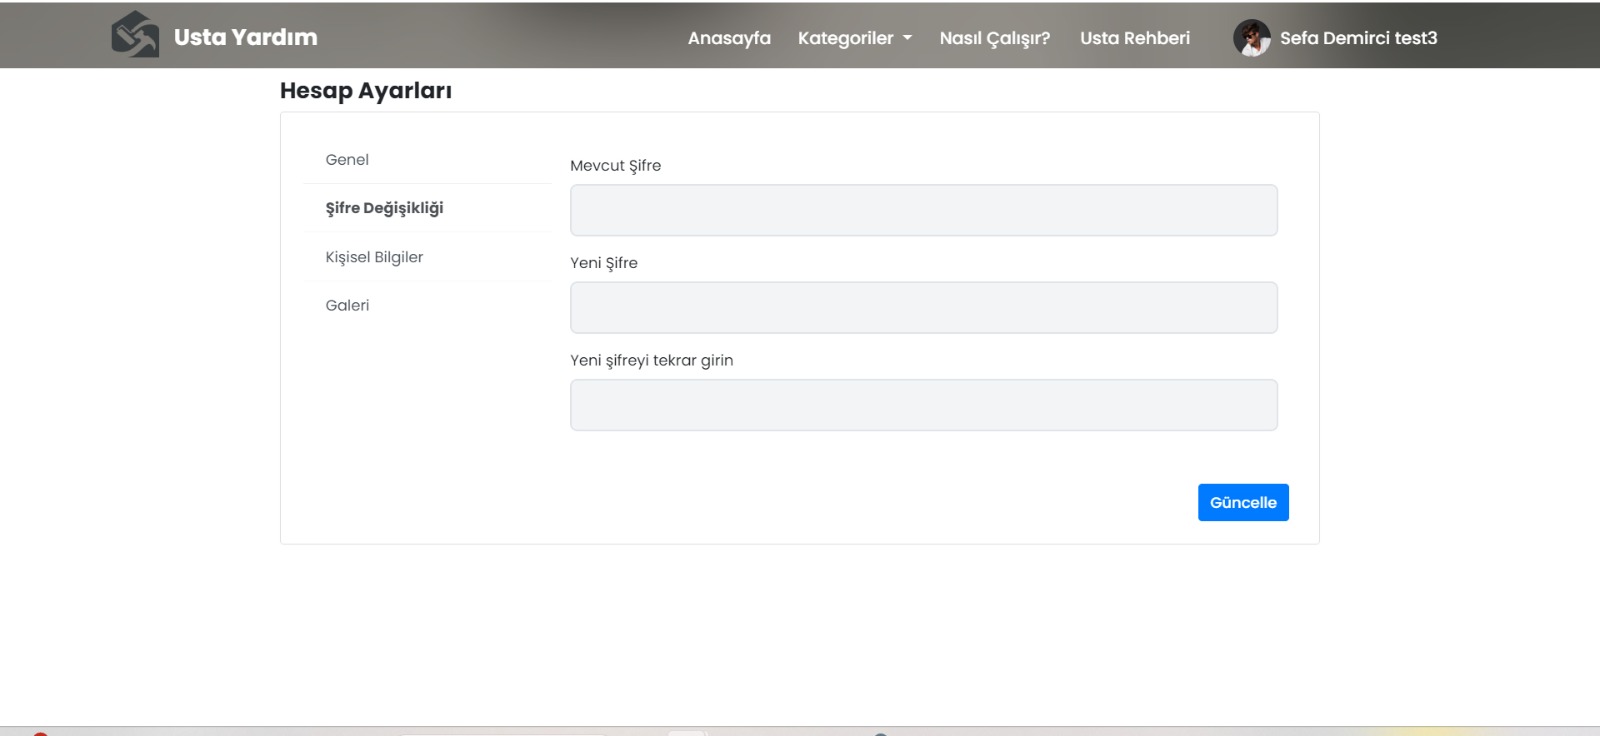 Usta Yardım
Anasayfa Kategoriler Nasıl Çalışır? Usta Rehberi Sefa Demirci test3
Hesap Ayarları
Genel
Şifre Değişikliği
Kişisel Bilgiler
Galeri
Mevcut Şifre
Yeni Şifre
Yeni şifreyi tekrar girin
Güncelle